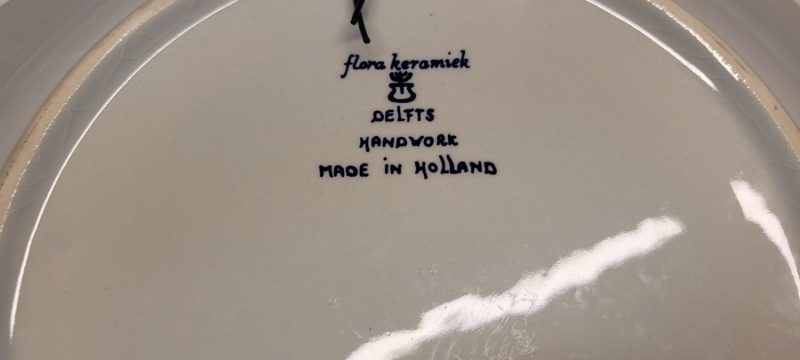 flora keramiek
DELFTS
HANDWORK
MADE iN HOLLAND